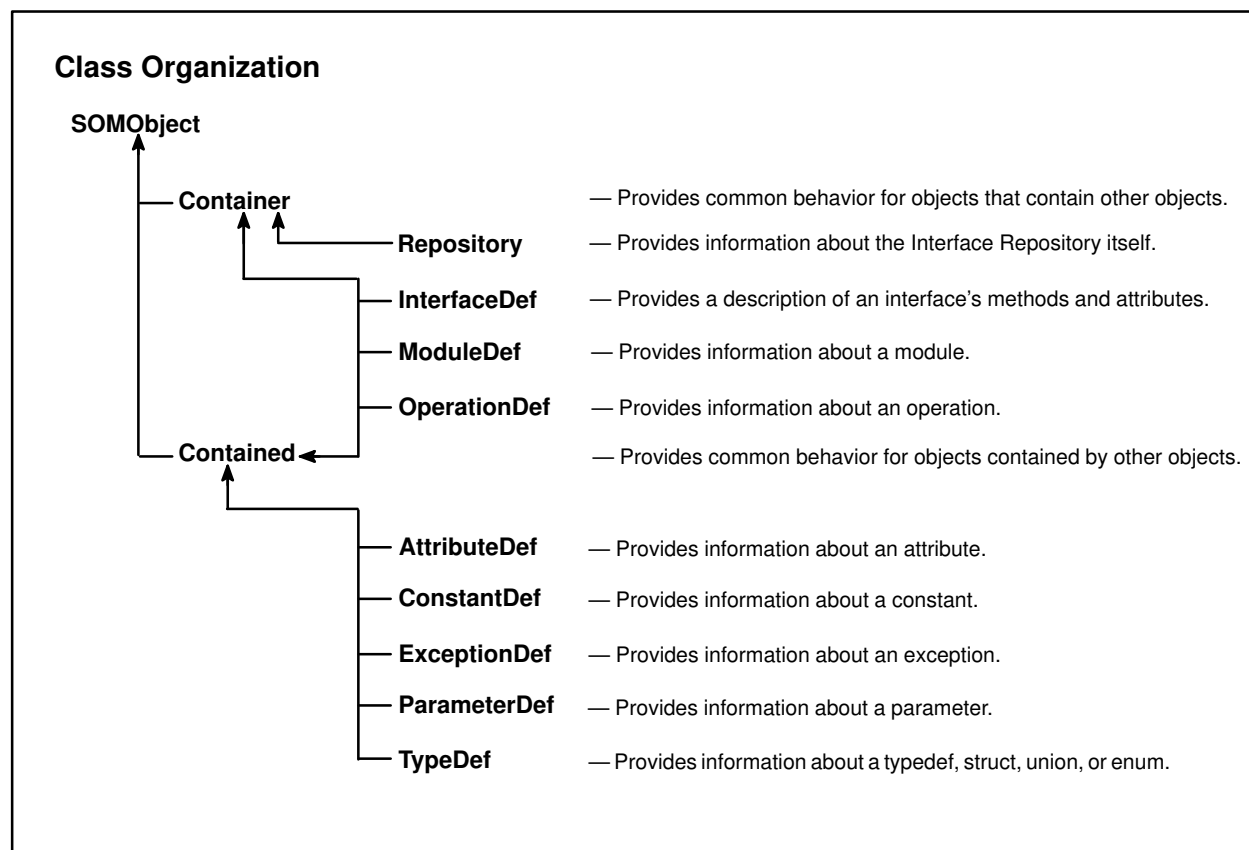 Class Organization
SOMObject
Container — Provides common behavior for objects that contain other objects.
Repository — Provides information about the Interface Repository itself.
InterfaceDef — Provides a description of an interface’s methods and attributes.
ModuleDef — Provides information about a module.
OperationDef — Provides information about an operation.
Contained — Provides common behavior for objects contained by other objects.
AttributeDef — Provides information about an attribute.
ConstantDef — Provides information about a constant.
ExceptionDef — Provides information about an exception.
ParameterDef — Provides information about a parameter.
TypeDef — Provides information about a typedef, struct, union, or enum.